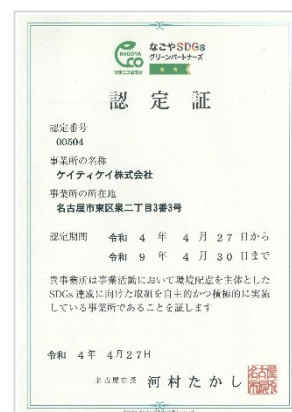 NAGOYA
eco
なごやSDGs
グリーンパートナーズ
認定証
認定番号
00504
事業所の名称
ケイティケイ株式会社
事業所の所在地
名古屋市東区泉二丁目3番3号
認定期間 令和 4 年 4 月 27 日から
令和 9 年 4 月 30 日まで
貴事業所は事業活動において環境配慮を主体とした
SDGs達成に向けた取組を自主的かつ積極的に実施
している事業所であることを証します
令和 4年 4月27日
名古屋市長 河村たかし